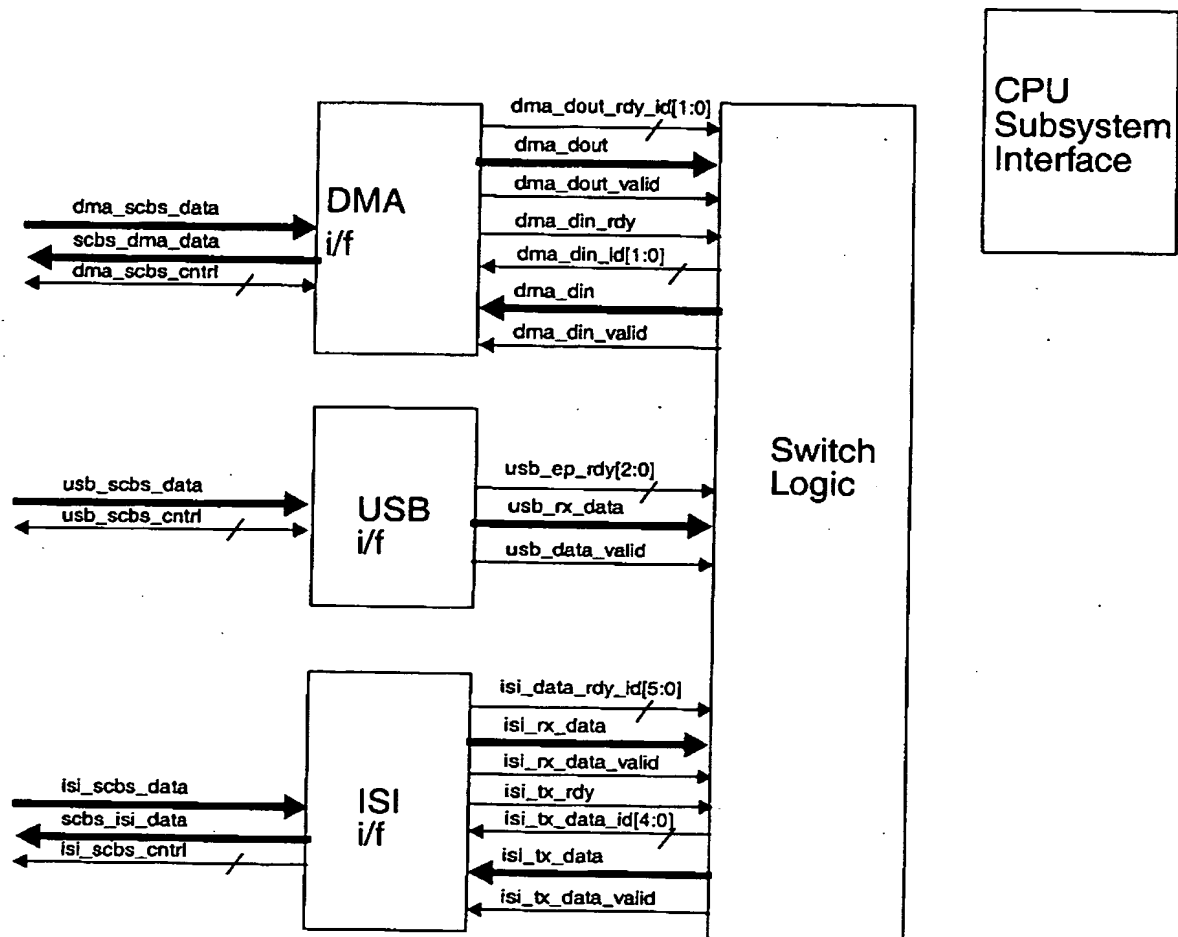 CPU
Subsystem
Interface
dma_dout_rdy_id[1:0]
dma_dout
dma_dout_valid
dma_din_rdy
dma_din_id[1:0]
dma_din
dma_din_valid
DMA
i/f
dma_scbs_data
scbs_dma_data
dma_scbs_cntrl
Switch
Logic
usb_ep_rdy[2:0]
usb_rx_data
usb_data_valid
USB
i/f
usb_scbs_data
usb_scbs_cntrl
isi_data_rdy_id[5:0]
isi_rx_data
isi_rx_data_valid
isi_tx_rdy
isi_tx_data_id[4:0]
isi_tx_data
isi_tx_data_valid
ISI
i/f
isi_scbs_data
scbs_isi_data
isi_scbs_cntrl